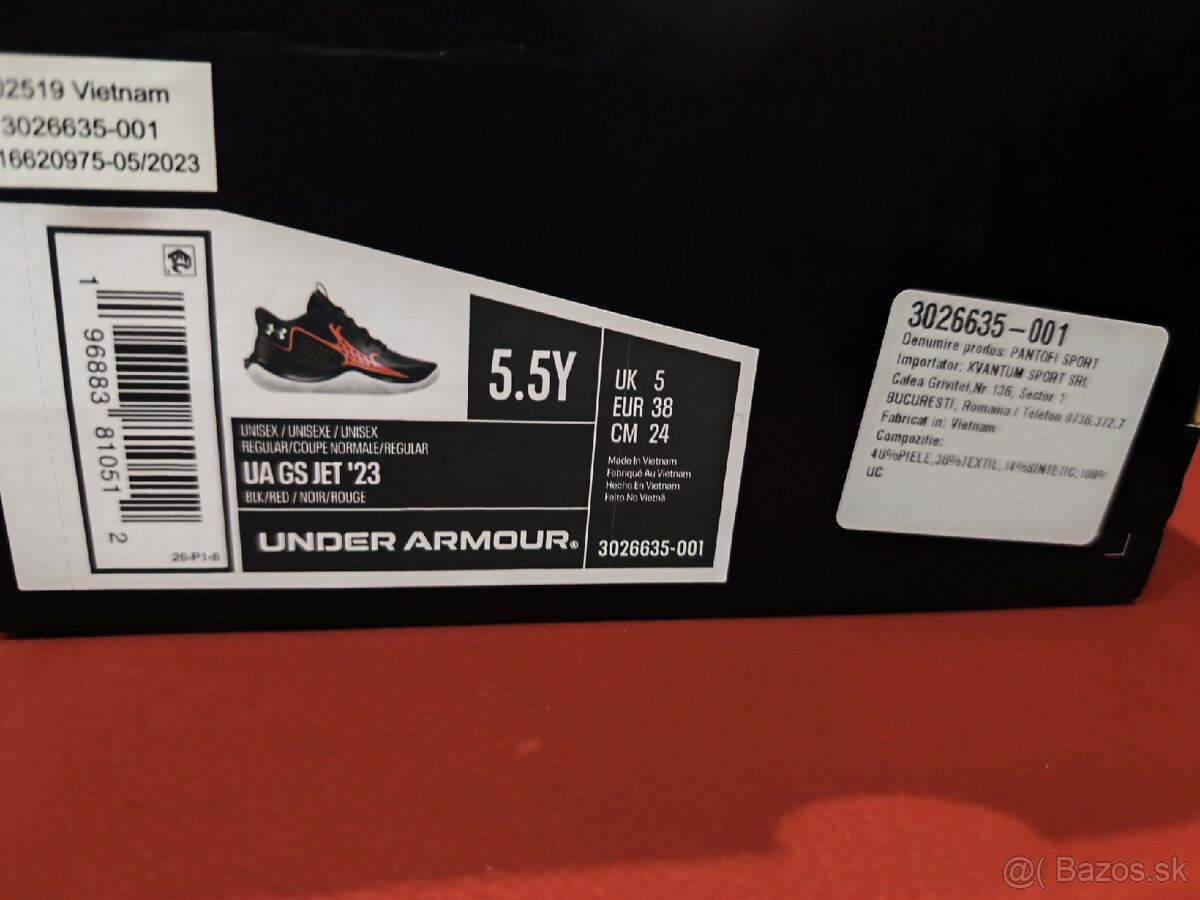 02519 Vietnam
3026635-001
16620975-05/2023
1 96883 81051 2
26-P1-6
5.5Y
UK 5
EUR 38
CM 24
UNISEX / UNISEXE / UNISEX
REGULAR/COUPE NORMALE/REGULAR
UA GS JET '23
BLK/RED / NOIR/ROUGE
Made In Vietnam
Fabriqué Au Vietnam
Hecho En Vietnam
Feito No Vietnã
UNDER ARMOUR®
3026635-001
3026635-001
Denumire produs: PANTOFI SPORT
Importator: KVANTUM SPORT SRL
Calea Grivitei,Nr.136, Sector 1
BUCURESTI, Romania / Telefon 0736.372.7
Fabricat in: Vietnam
Compozitie:
48%PIELE,38%TEXTIL,14%SINTETIC,100%
UC
@( Bazos.sk